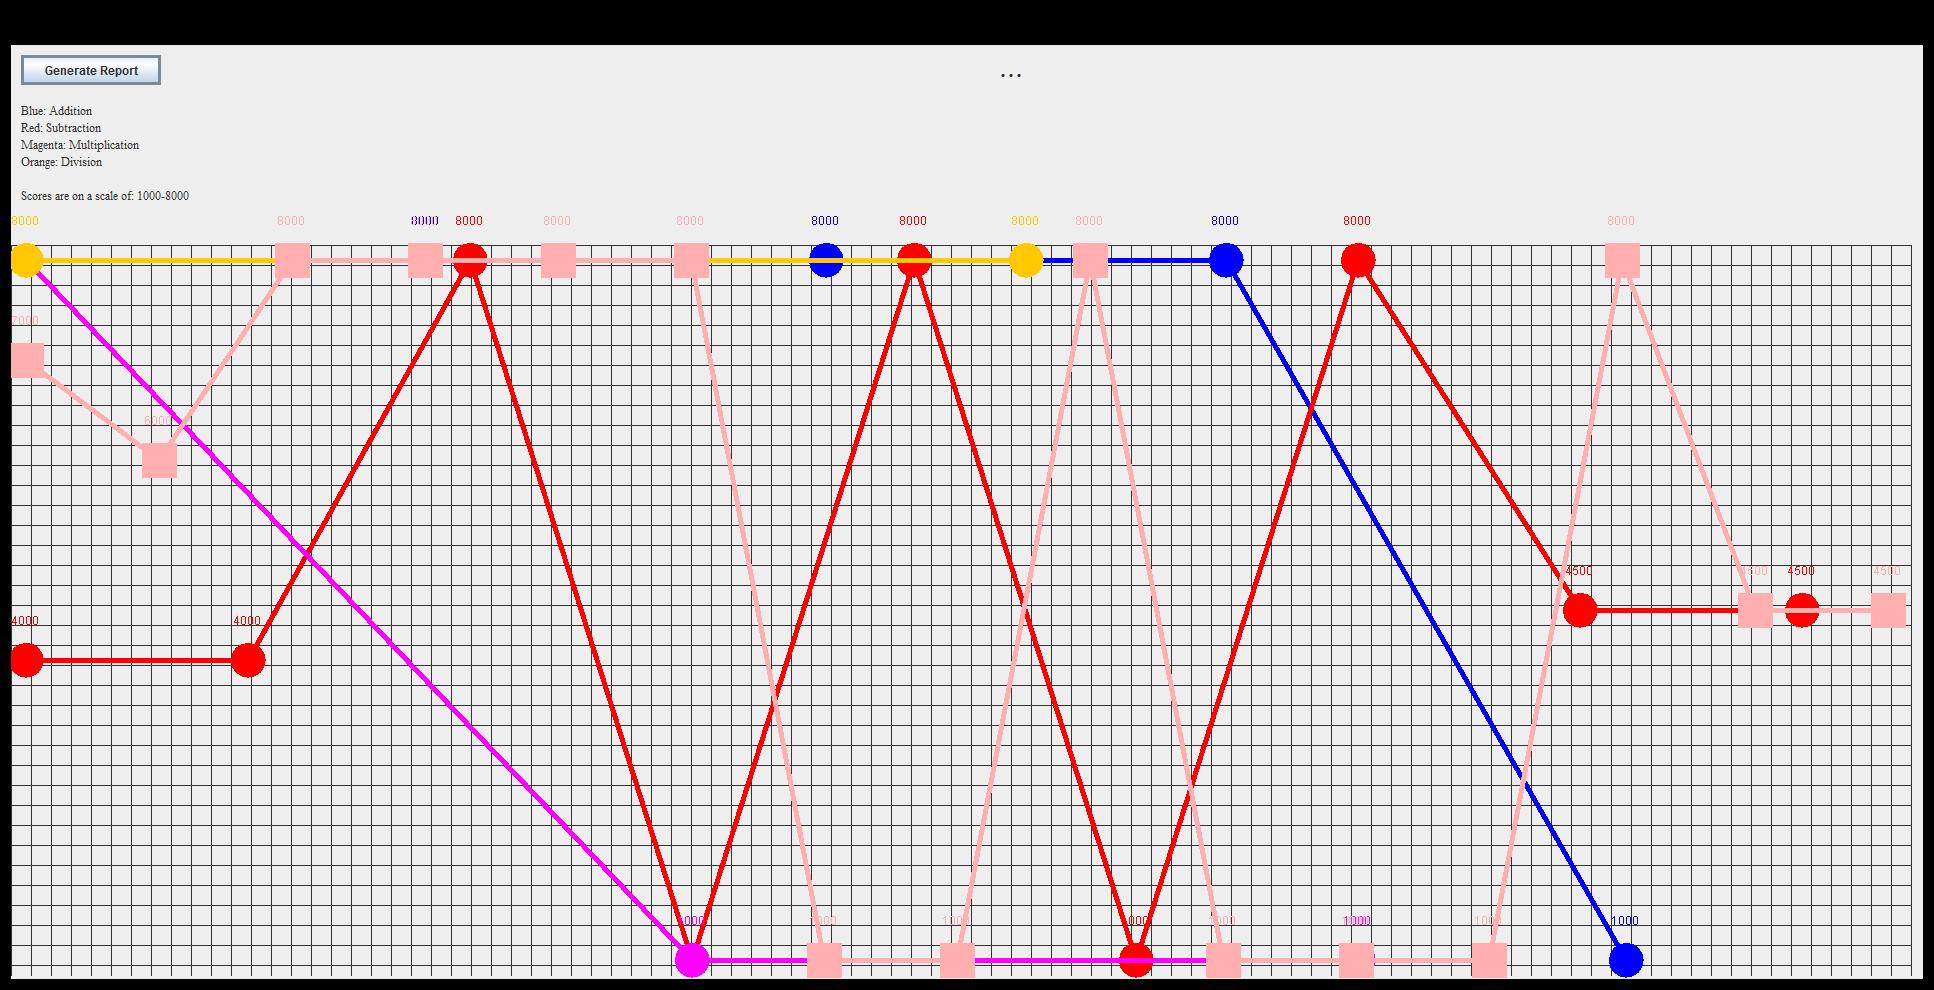 Generate Report
...
Blue: Addition
Red: Subtraction
Magenta: Multiplication
Orange: Division
Scores are on a scale of: 1000-8000
8000 8000 8000 8000 8000 8000 8000 8000 8000 8000 8000 8000 8000
7000
6000
4500 4500 4500 4500
4000 4000
1000 1000 1000 1000 1000 1000 1000 1000